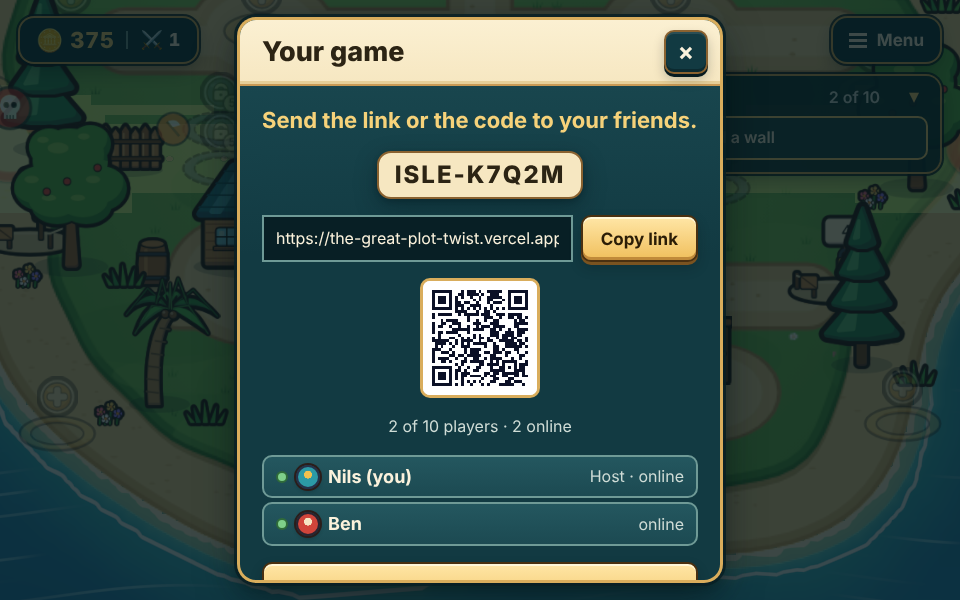 375 | 1
Your game
×
Menu
2 of 10
a wall
Send the link or the code to your friends.
ISLE-K7Q2M
https://the-great-plot-twist.vercel.app
Copy link
2 of 10 players · 2 online
Nils (you)
Host · online
Ben
online